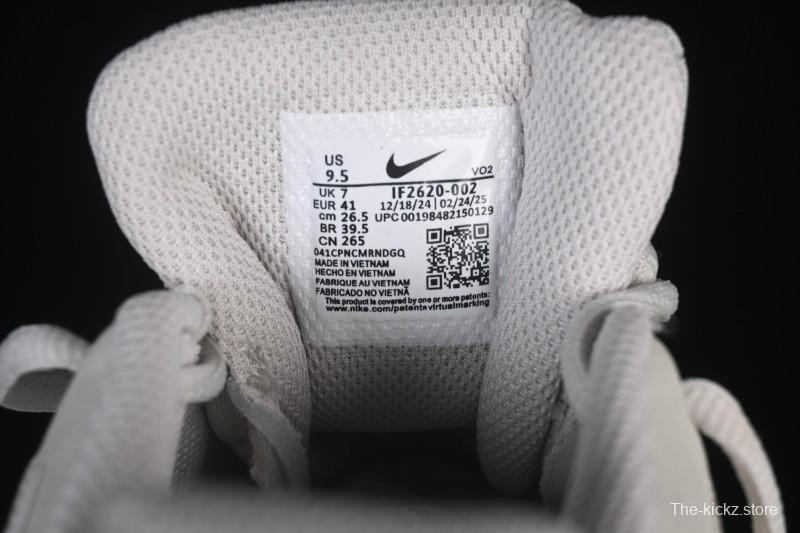 US
9.5
VO2
UK 7
IF2620-002
EUR 41
12/18/24 | 02/24/25
cm 26.5
UPC 00198482150129
BR 39.5
CN 265
041CPNCMRNDGQ
MADE IN VIETNAM
HECHO EN VIETNAM
FABRIQUE AU VIETNAM
FABRICADO NO VIETNÃ
This product is covered by one or more patents:
www.nike.com/patentsvirtualmarking
The-kickz.store